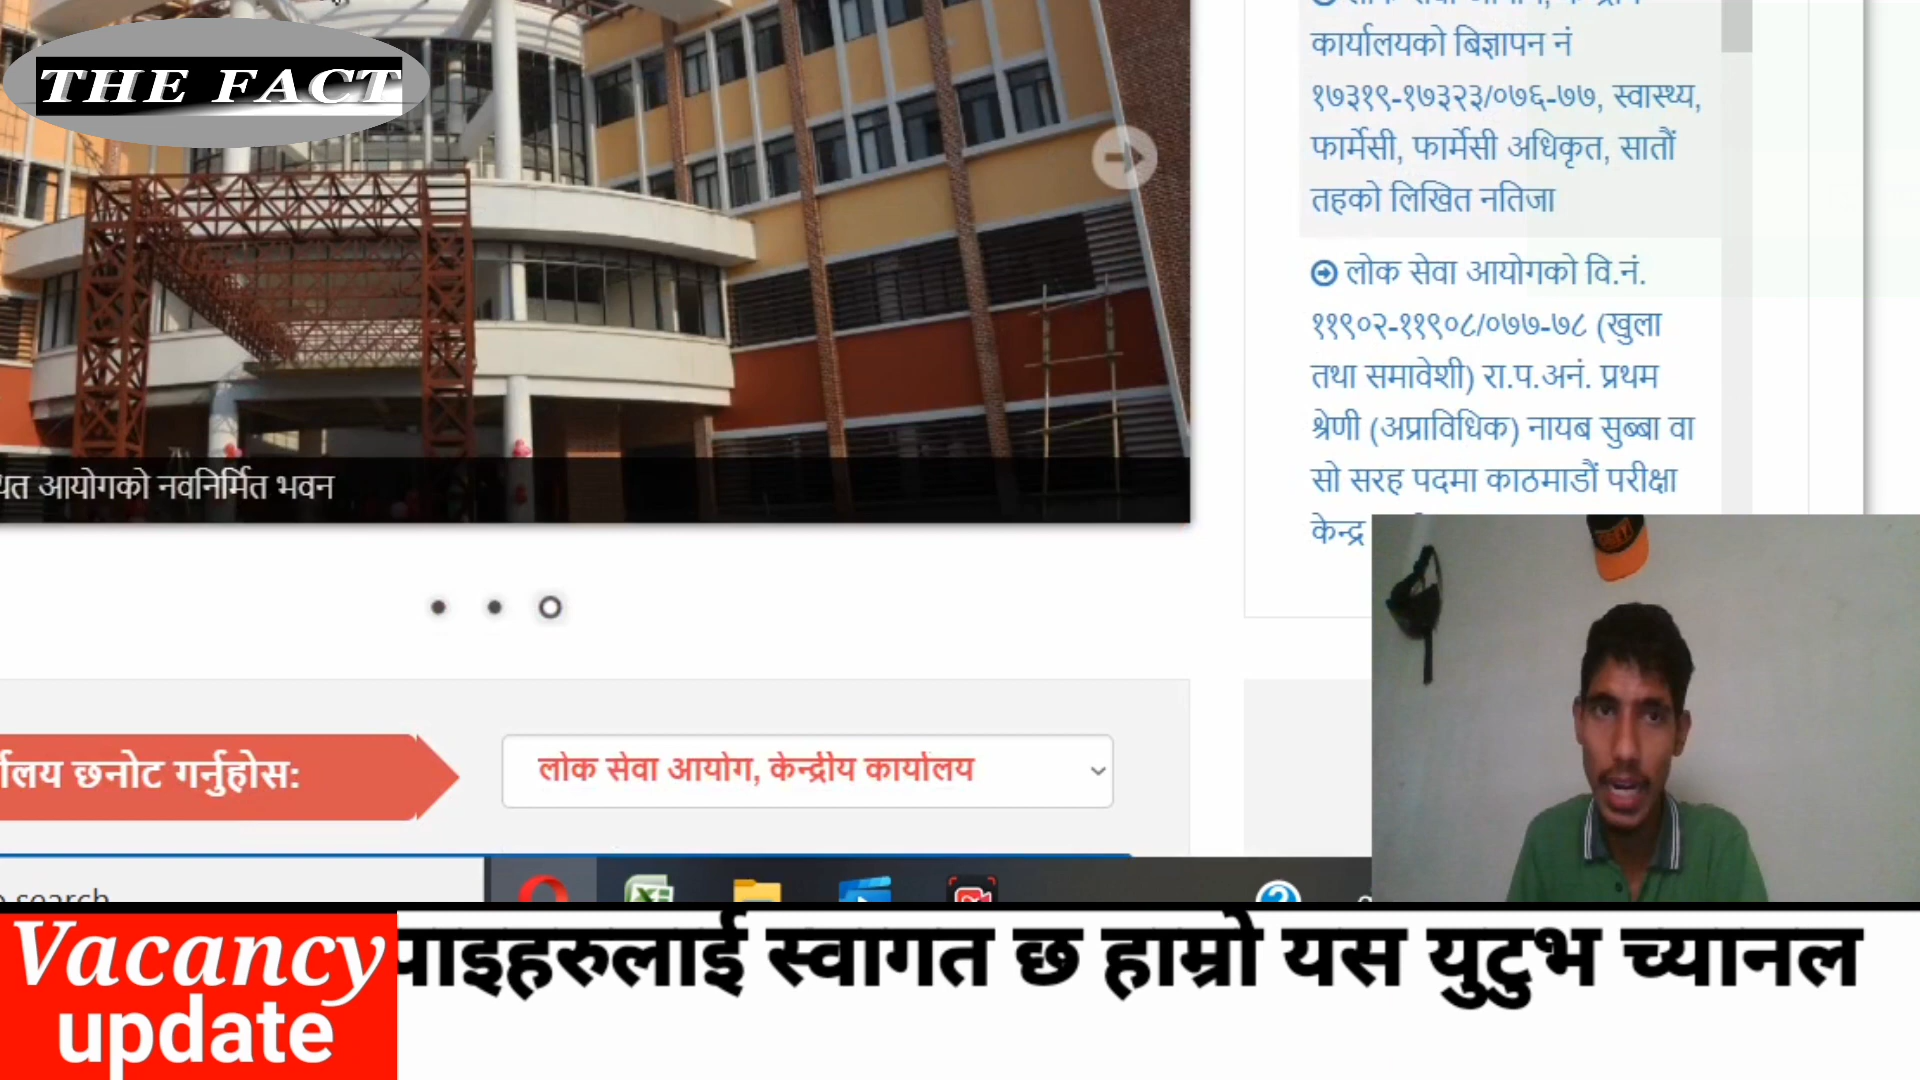 THE FACT
कार्यालयको बिज्ञापन नं
१७३१९-१७३२३/०७६-७७, स्वास्थ्य,
फार्मेसी, फार्मेसी अधिकृत, सातौं
तहको लिखित नतिजा
लोक सेवा आयोगको वि.नं.
११९०२-११९०८/०७७-७८ (खुला
तथा समावेशी) रा.प.अनं. प्रथम
श्रेणी (अप्राविधिक) नायब सुब्बा वा
सो सरह पदमा काठमाडौं परीक्षा
केन्द्र
आयोगको नवनिर्मित भवन
छनोट गर्नुहोस:
लोक सेवा आयोग, केन्द्रीय कार्यालय
search
Vacancy
update
पाइहरुलाई स्वागत छ हाम्रो यस युटुभ च्यानल